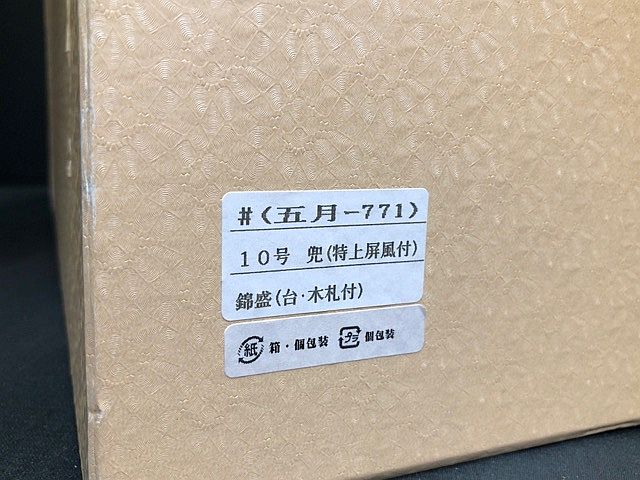 #(五月-771)
10号 兜(特上屏風付)
錦盛(台・木札付)
紙 箱・個包装 プラ 個包装